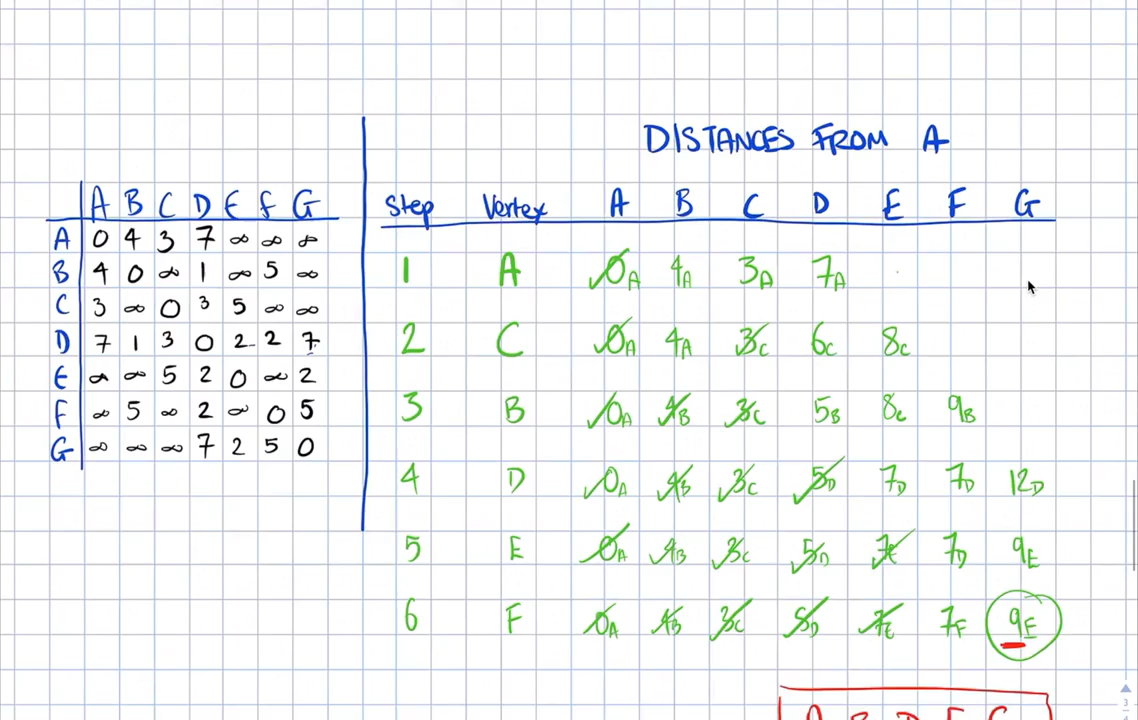 DISTANCES FROM A
A B C D E F G
A 0 4 3 7 ∞ ∞ ∞
B 4 0 ∞ 1 ∞ 5 ∞
C 3 ∞ 0 3 5 ∞ ∞
D 7 1 3 0 2 2 7
E ∞ ∞ 5 2 0 ∞ 2
F ∞ 5 ∞ 2 ∞ 0 5
G ∞ ∞ ∞ 7 2 5 0
Step Vertex A B C D E F G
1 A 0A 4A 3A 7A
2 C 0A 4A 3C 6C 8C
3 B 0A 4B 3C 5B 8C 9B
4 D 0A 4B 3C 5D 7D 7D 12D
5 E 0A 4B 3C 5D 7E 7D 9E
6 F 0A 4B 3C 5D 7E 7F 9E
3